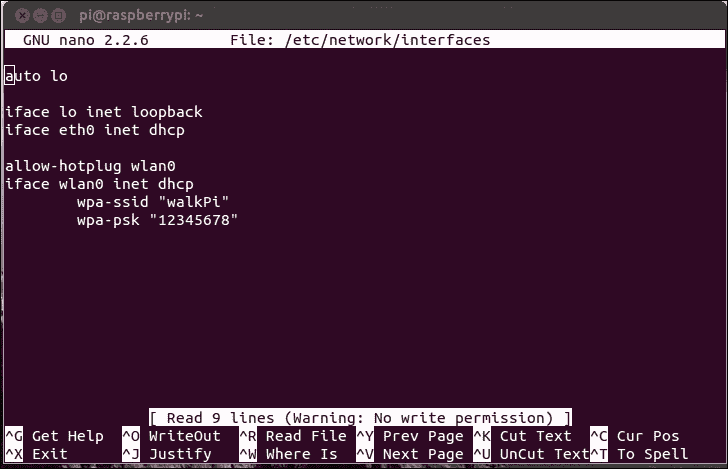 pi@raspberrypi: ~
GNU nano 2.2.6 File: /etc/network/interfaces
auto lo
iface lo inet loopback
iface eth0 inet dhcp
allow-hotplug wlan0
iface wlan0 inet dhcp
wpa-ssid "walkPi"
wpa-psk "12345678"
[ Read 9 lines (Warning: No write permission) ]
^G Get Help ^O WriteOut ^R Read File ^Y Prev Page ^K Cut Text ^C Cur Pos
^X Exit ^J Justify ^W Where Is ^V Next Page ^U UnCut Text ^T To Spell